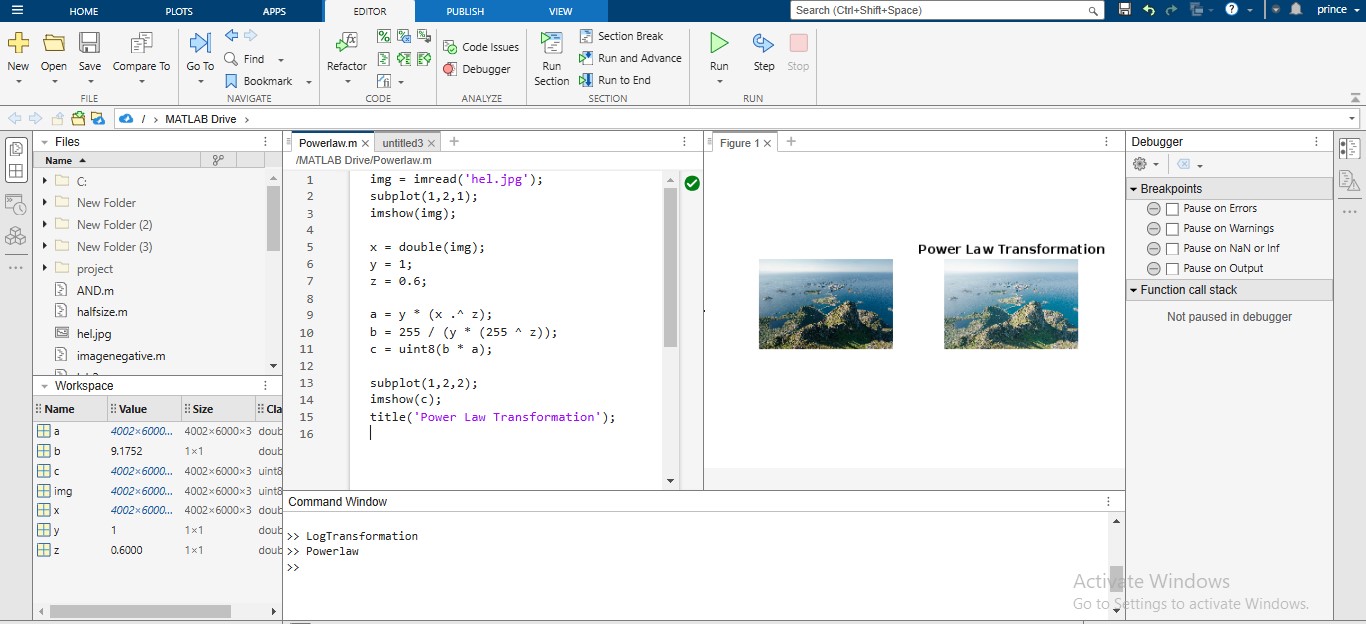 HOME PLOTS APPS EDITOR PUBLISH VIEW Search (Ctrl+Shift+Space) prince
New Open Save Compare To Go To Find Bookmark Refactor Code Issues Debugger Run Section Section Break Run and Advance Run to End Run Step Stop
FILE NAVIGATE CODE ANALYZE SECTION RUN
/ > MATLAB Drive >
Files
Name
C:
New Folder
New Folder (2)
New Folder (3)
project
AND.m
halfsize.m
hel.jpg
imagenegative.m
Workspace
Name Value Size Cla
a 4002×6000... 4002×6000×3 doub
b 9.1752 1×1 doub
c 4002×6000... 4002×6000×3 uint8
img 4002×6000... 4002×6000×3 uint8
x 4002×6000... 4002×6000×3 doub
y 1 1×1 doub
z 0.6000 1×1 doub
Powerlaw.m × untitled3 × +
/MATLAB Drive/Powerlaw.m
1 img = imread('hel.jpg');
2 subplot(1,2,1);
3 imshow(img);
4
5 x = double(img);
6 y = 1;
7 z = 0.6;
8
9 a = y * (x .^ z);
10 b = 255 / (y * (255 ^ z));
11 c = uint8(b * a);
12
13 subplot(1,2,2);
14 imshow(c);
15 title('Power Law Transformation');
16
Figure 1 × +
Power Law Transformation
Command Window
>> LogTransformation
>> Powerlaw
>>
Debugger
Breakpoints
Pause on Errors
Pause on Warnings
Pause on NaN or Inf
Pause on Output
Function call stack
Not paused in debugger
Activate Windows
Go to Settings to activate Windows.